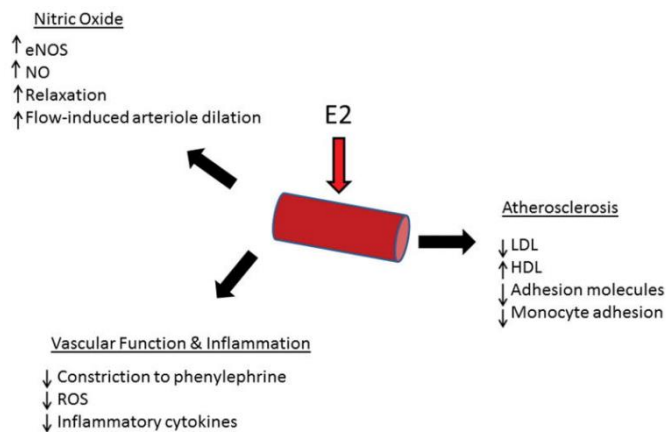 Nitric Oxide
↑ eNOS
↑ NO
↑ Relaxation
↑ Flow-induced arteriole dilation
E2
Atherosclerosis
↓ LDL
↑ HDL
↓ Adhesion molecules
↓ Monocyte adhesion
Vascular Function & Inflammation
↓ Constriction to phenylephrine
↓ ROS
↓ Inflammatory cytokines